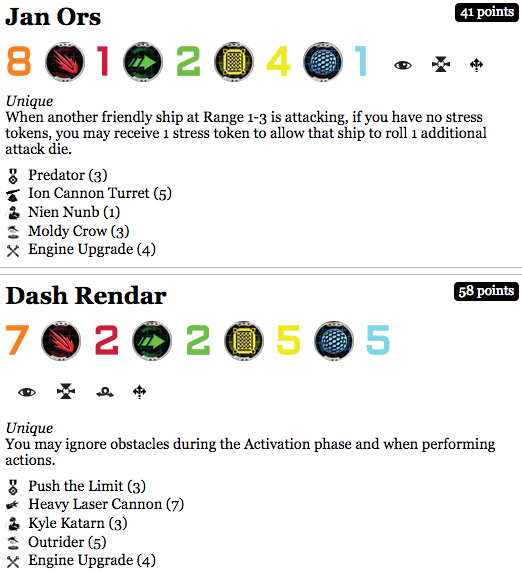 Jan Ors
41 points
8 1 2 4 1
Unique
When another friendly ship at Range 1-3 is attacking, if you have no stress
tokens, you may receive 1 stress token to allow that ship to roll 1 additional
attack die.
Predator (3)
Ion Cannon Turret (5)
Nien Nunb (1)
Moldy Crow (3)
Engine Upgrade (4)
Dash Rendar
58 points
7 2 2 5 5
Unique
You may ignore obstacles during the Activation phase and when performing
actions.
Push the Limit (3)
Heavy Laser Cannon (7)
Kyle Katarn (3)
Outrider (5)
Engine Upgrade (4)